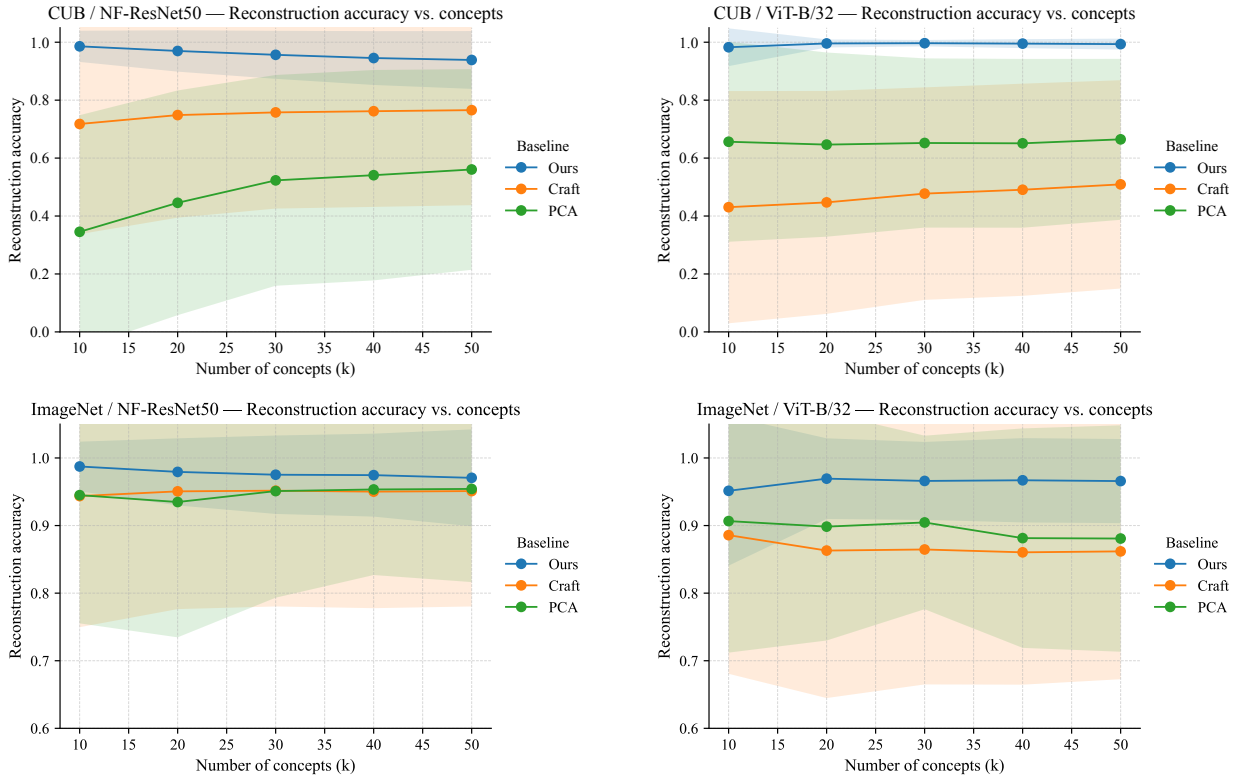 CUB / NF-ResNet50 — Reconstruction accuracy vs. concepts
1.0
0.8
0.6
0.4
0.2
0.0
Reconstruction accuracy
10 15 20 25 30 35 40 45 50
Number of concepts (k)
Baseline
Ours
Craft
PCA
CUB / ViT-B/32 — Reconstruction accuracy vs. concepts
1.0
0.8
0.6
0.4
0.2
0.0
Reconstruction accuracy
10 15 20 25 30 35 40 45 50
Number of concepts (k)
Baseline
Ours
Craft
PCA
ImageNet / NF-ResNet50 — Reconstruction accuracy vs. concepts
1.0
0.9
0.8
0.7
0.6
Reconstruction accuracy
10 15 20 25 30 35 40 45 50
Number of concepts (k)
Baseline
Ours
Craft
PCA
ImageNet / ViT-B/32 — Reconstruction accuracy vs. concepts
1.0
0.9
0.8
0.7
0.6
Reconstruction accuracy
10 15 20 25 30 35 40 45 50
Number of concepts (k)
Baseline
Ours
Craft
PCA